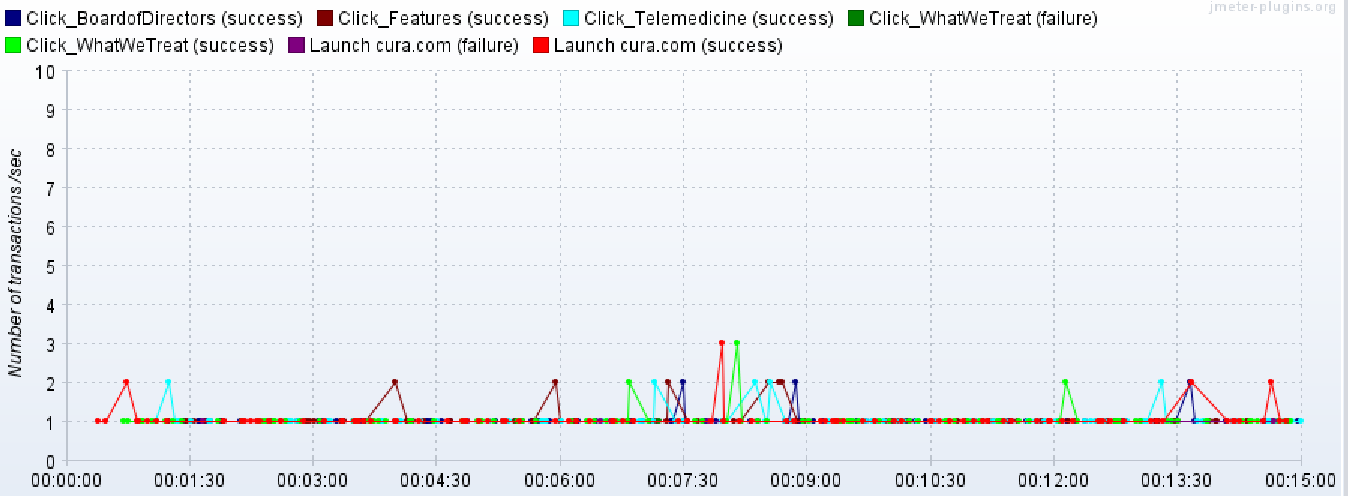 jmeter-plugins.org
Click_BoardofDirectors (success) Click_Features (success) Click_Telemedicine (success) Click_WhatWeTreat (failure)
Click_WhatWeTreat (success) Launch cura.com (failure) Launch cura.com (success)
Number of transactions /sec
10
9
8
7
6
5
4
3
2
1
0
00:00:00 00:01:30 00:03:00 00:04:30 00:06:00 00:07:30 00:09:00 00:10:30 00:12:00 00:13:30 00:15:00